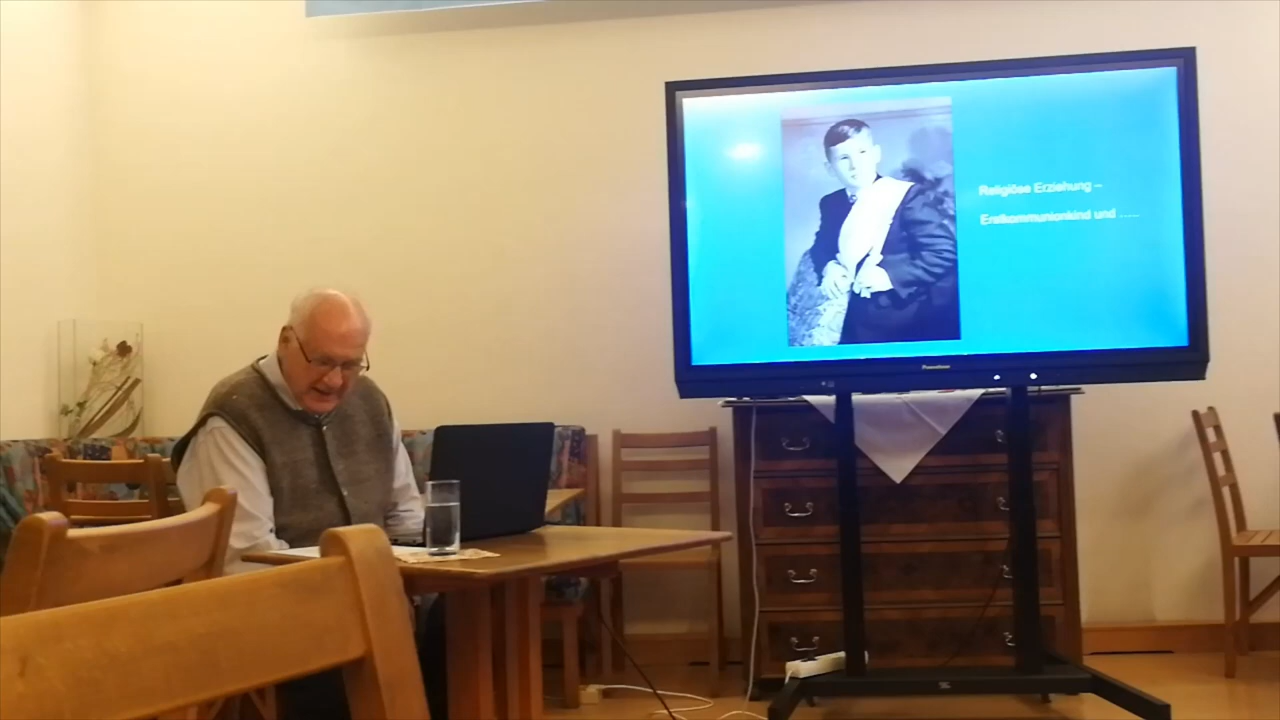 Religiöse Erziehung –
Erstkommunionkind und .....